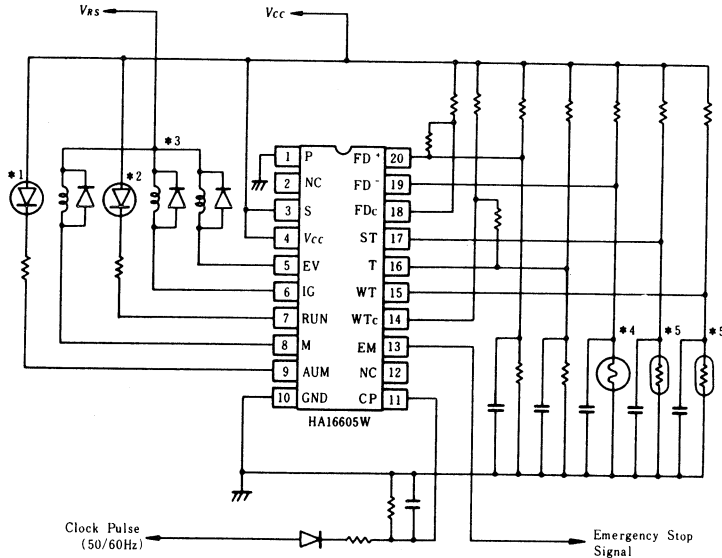 VRS
VCC
*3
*1
*2
1 P FD+ 20
2 NC FD- 19
3 S FDC 18
4 VCC ST 17
5 EV T 16
6 IG WT 15
7 RUN WTC 14
8 M EM 13
9 AUM NC 12
10 GND CP 11
HA16605W
*4
*5
*5
Clock Pulse
(50/60Hz)
Emergency Stop
Signal